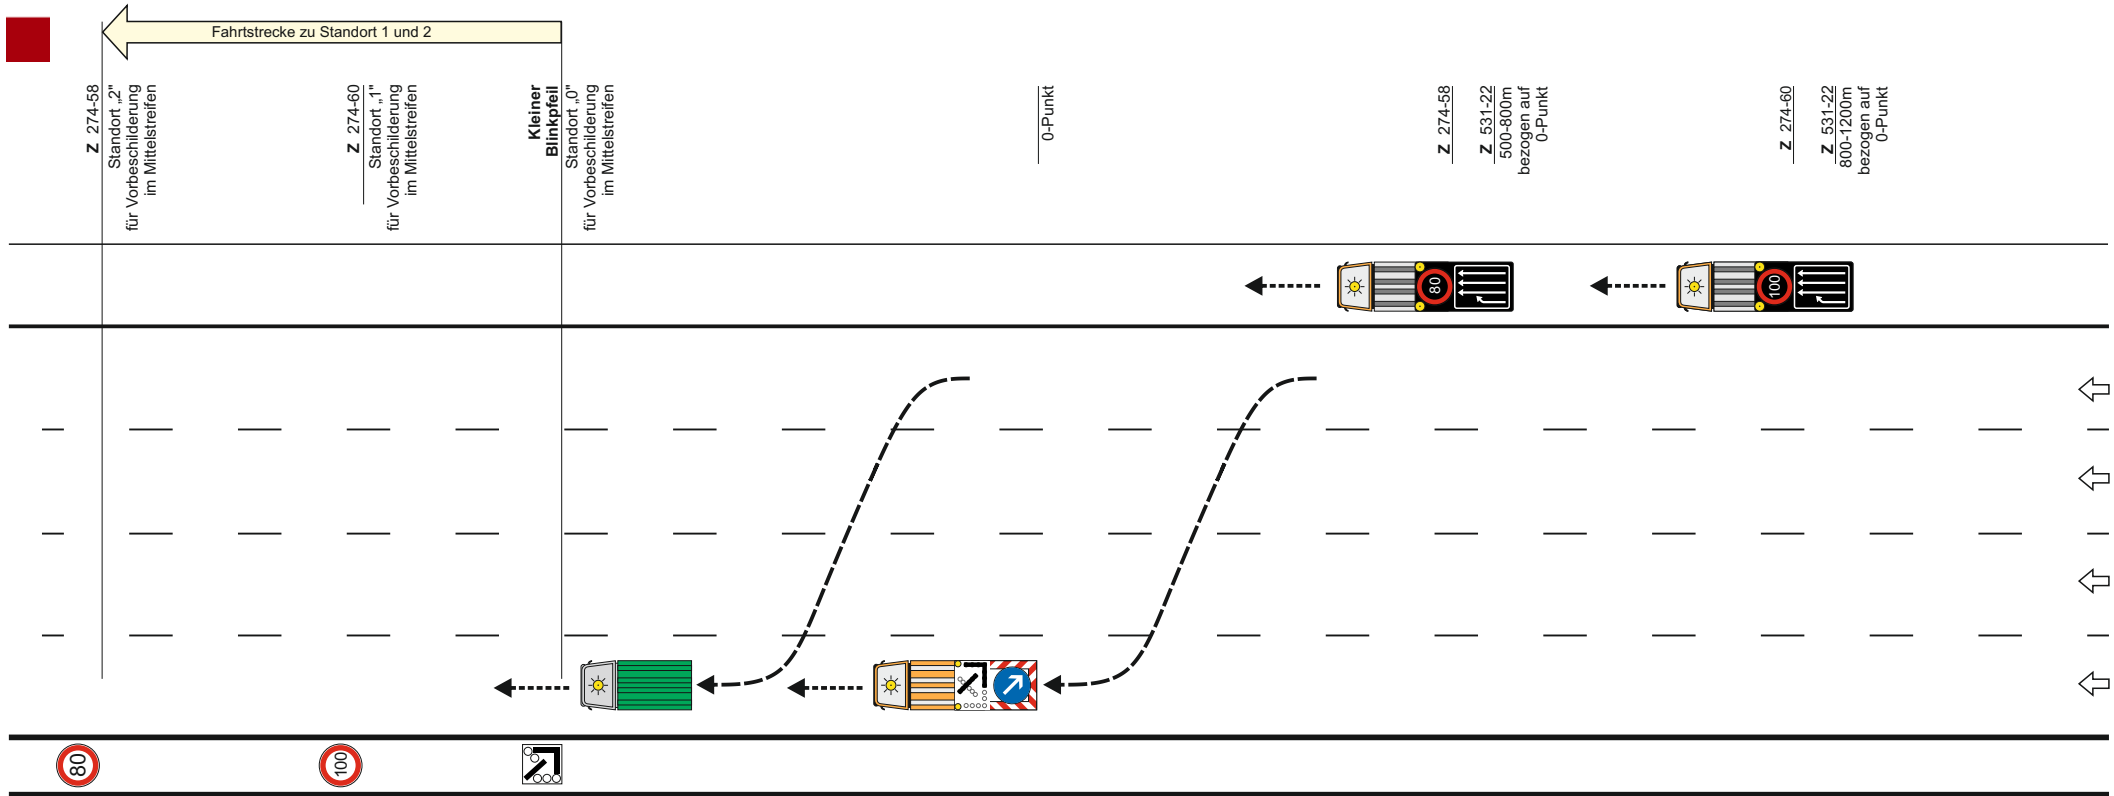 Fahrtstrecke zu Standort 1 und 2
Z 274-58
Standort „2"
für Vorbeschilderung
im Mittelstreifen
Z 274-60
Standort „1"
für Vorbeschilderung
im Mittelstreifen
Kleiner
Blinkpfeil
Standort „0"
für Vorbeschilderung
im Mittelstreifen
0-Punkt
Z 274-58
Z 531-22
500-800m
bezogen auf
0-Punkt
Z 274-60
Z 531-22
800-1200m
bezogen auf
0-Punkt
80
100
80
100